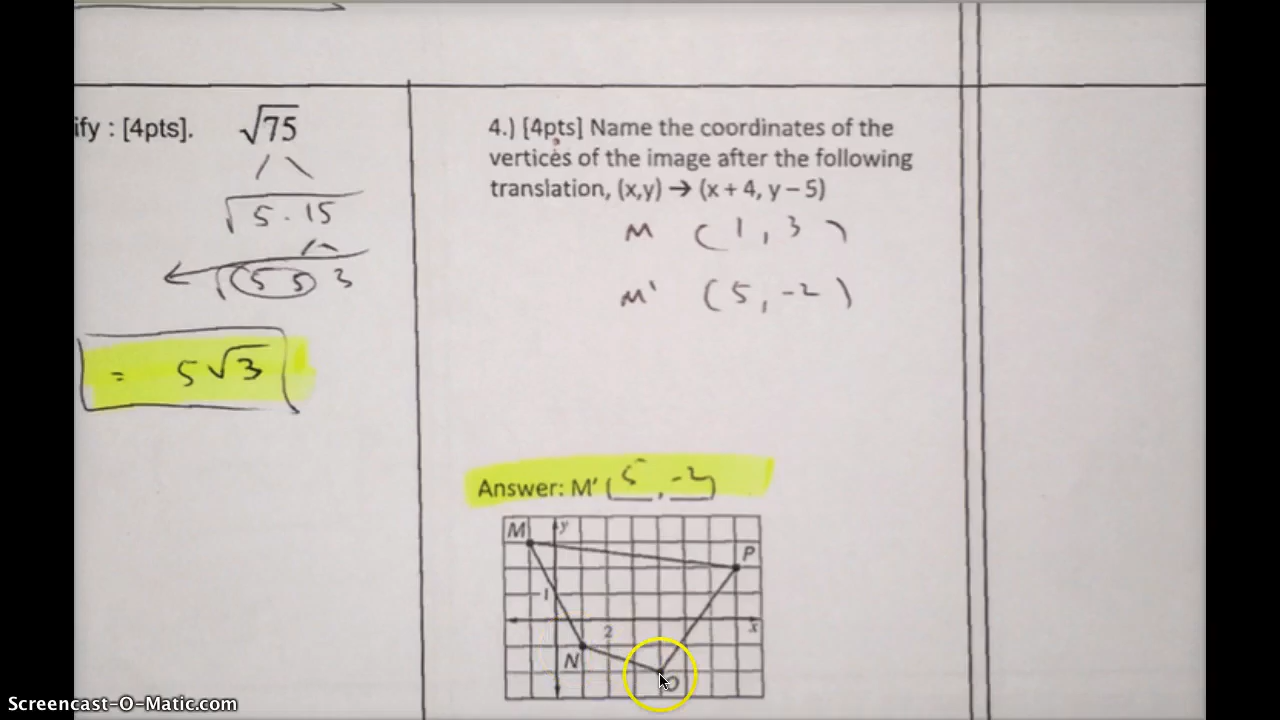 ify : [4pts]. √75
√5 · 15
√5 5 3
= 5√3
4.) [4pts] Name the coordinates of the
vertices of the image after the following
translation, (x,y) → (x + 4, y – 5)
M (1, 3)
M' (5, -2)
Answer: M' (5, -2)
M
y
P
1
x
2
N
O
Screencast-O-Matic.com